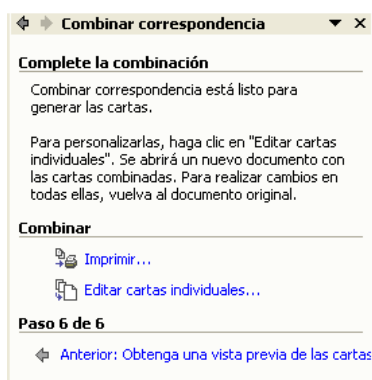 Combinar correspondencia
Complete la combinación
Combinar correspondencia está listo para
generar las cartas.
Para personalizarlas, haga clic en "Editar cartas
individuales". Se abrirá un nuevo documento con
las cartas combinadas. Para realizar cambios en
todas ellas, vuelva al documento original.
Combinar
Imprimir...
Editar cartas individuales...
Paso 6 de 6
Anterior: Obtenga una vista previa de las cartas